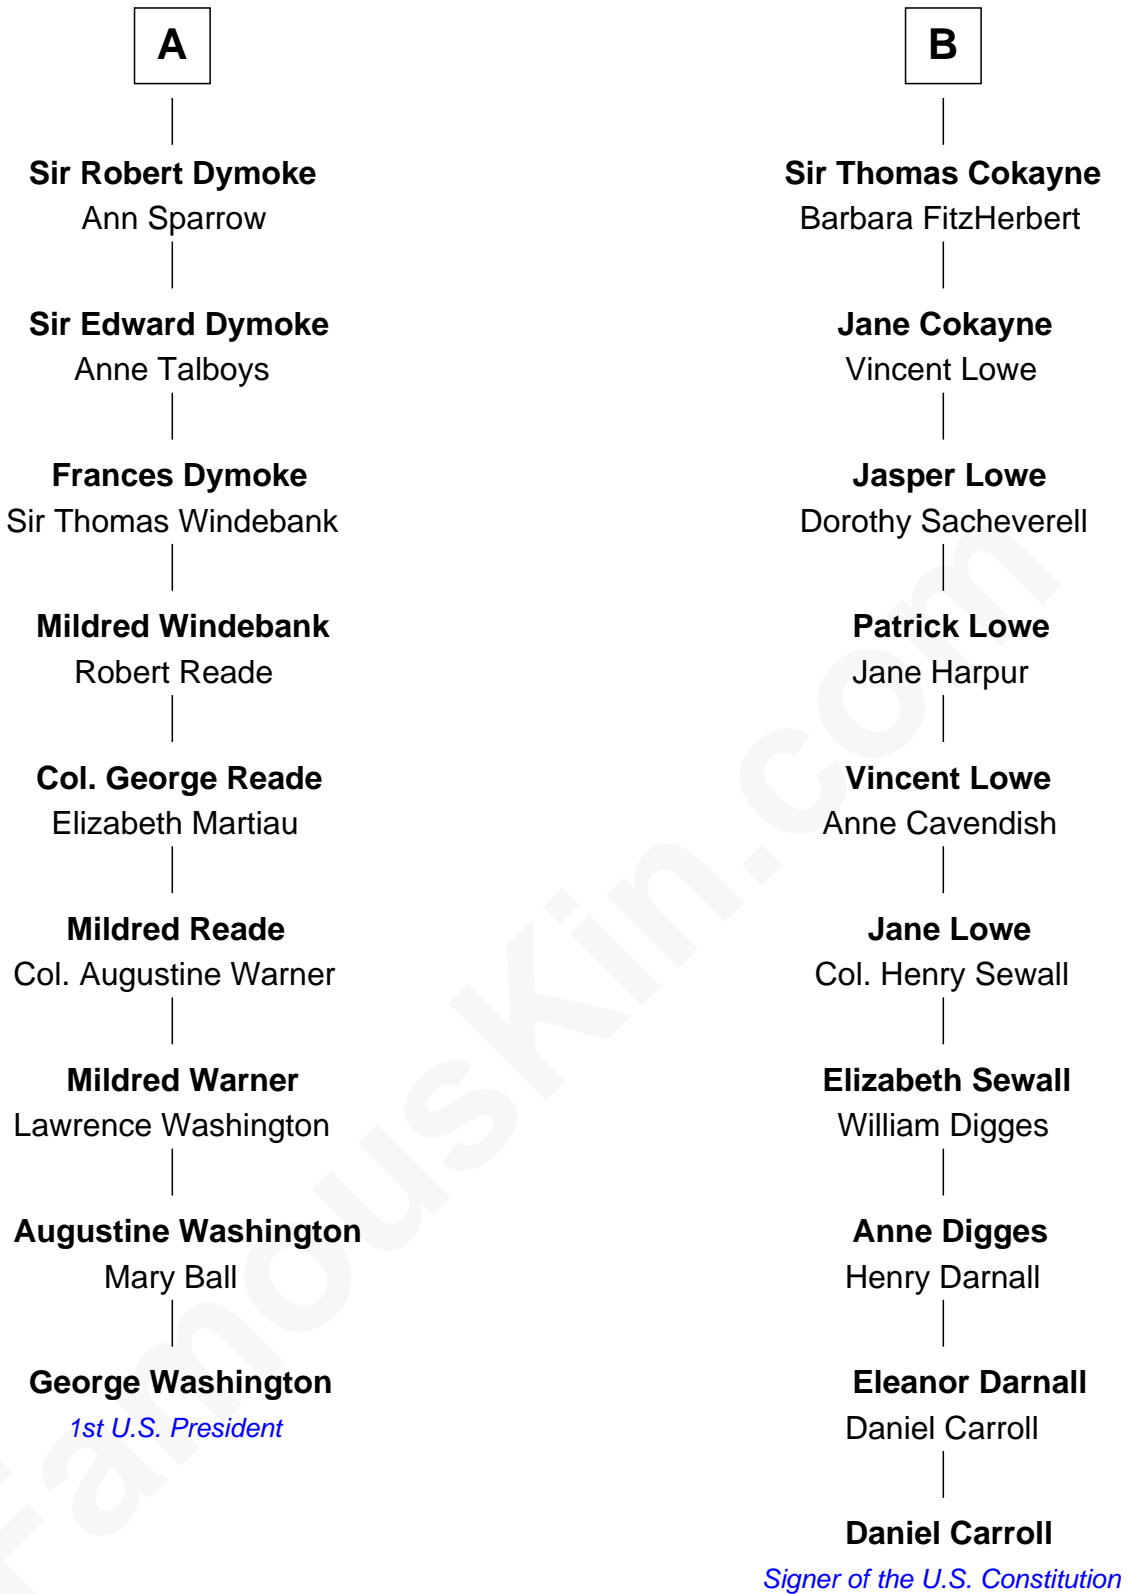 A
Sir Robert Dymoke
Ann Sparrow
Sir Edward Dymoke
Anne Talboys
Frances Dymoke
Sir Thomas Windebank
Mildred Windebank
Robert Reade
Col. George Reade
Elizabeth Martiau
Mildred Reade
Col. Augustine Warner
Mildred Warner
Lawrence Washington
Augustine Washington
Mary Ball
George Washington
1st U.S. President
B
Sir Thomas Cokayne
Barbara FitzHerbert
Jane Cokayne
Vincent Lowe
Jasper Lowe
Dorothy Sacheverell
Patrick Lowe
Jane Harpur
Vincent Lowe
Anne Cavendish
Jane Lowe
Col. Henry Sewall
Elizabeth Sewall
William Digges
Anne Digges
Henry Darnall
Eleanor Darnall
Daniel Carroll
Daniel Carroll
Signer of the U.S. Constitution
FamousKin.com